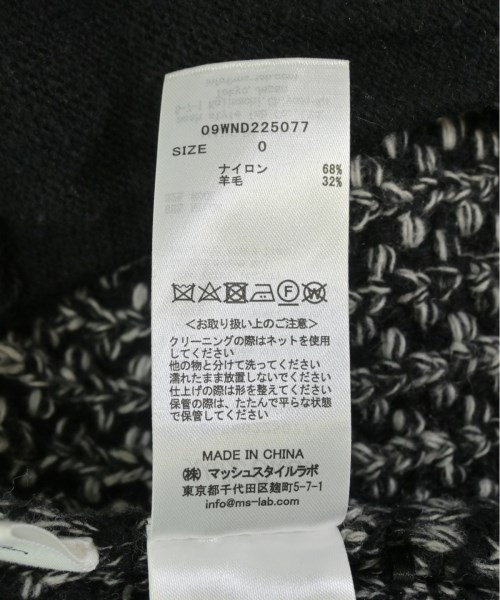 09WND225077
SIZE 0
ナイロン 68%
羊毛 32%
<お取り扱い上のご注意>
クリーニングの際はネットを使用
してください
他の物と分けて洗ってください
濡れたまま放置しないでください
仕上げの際は形を整えてください
保管の際は、たたんで平らな状態
で保管してください
MADE IN CHINA
(株) マッシュスタイルラボ
東京都千代田区麹町5-7-1
info@ms-lab.com